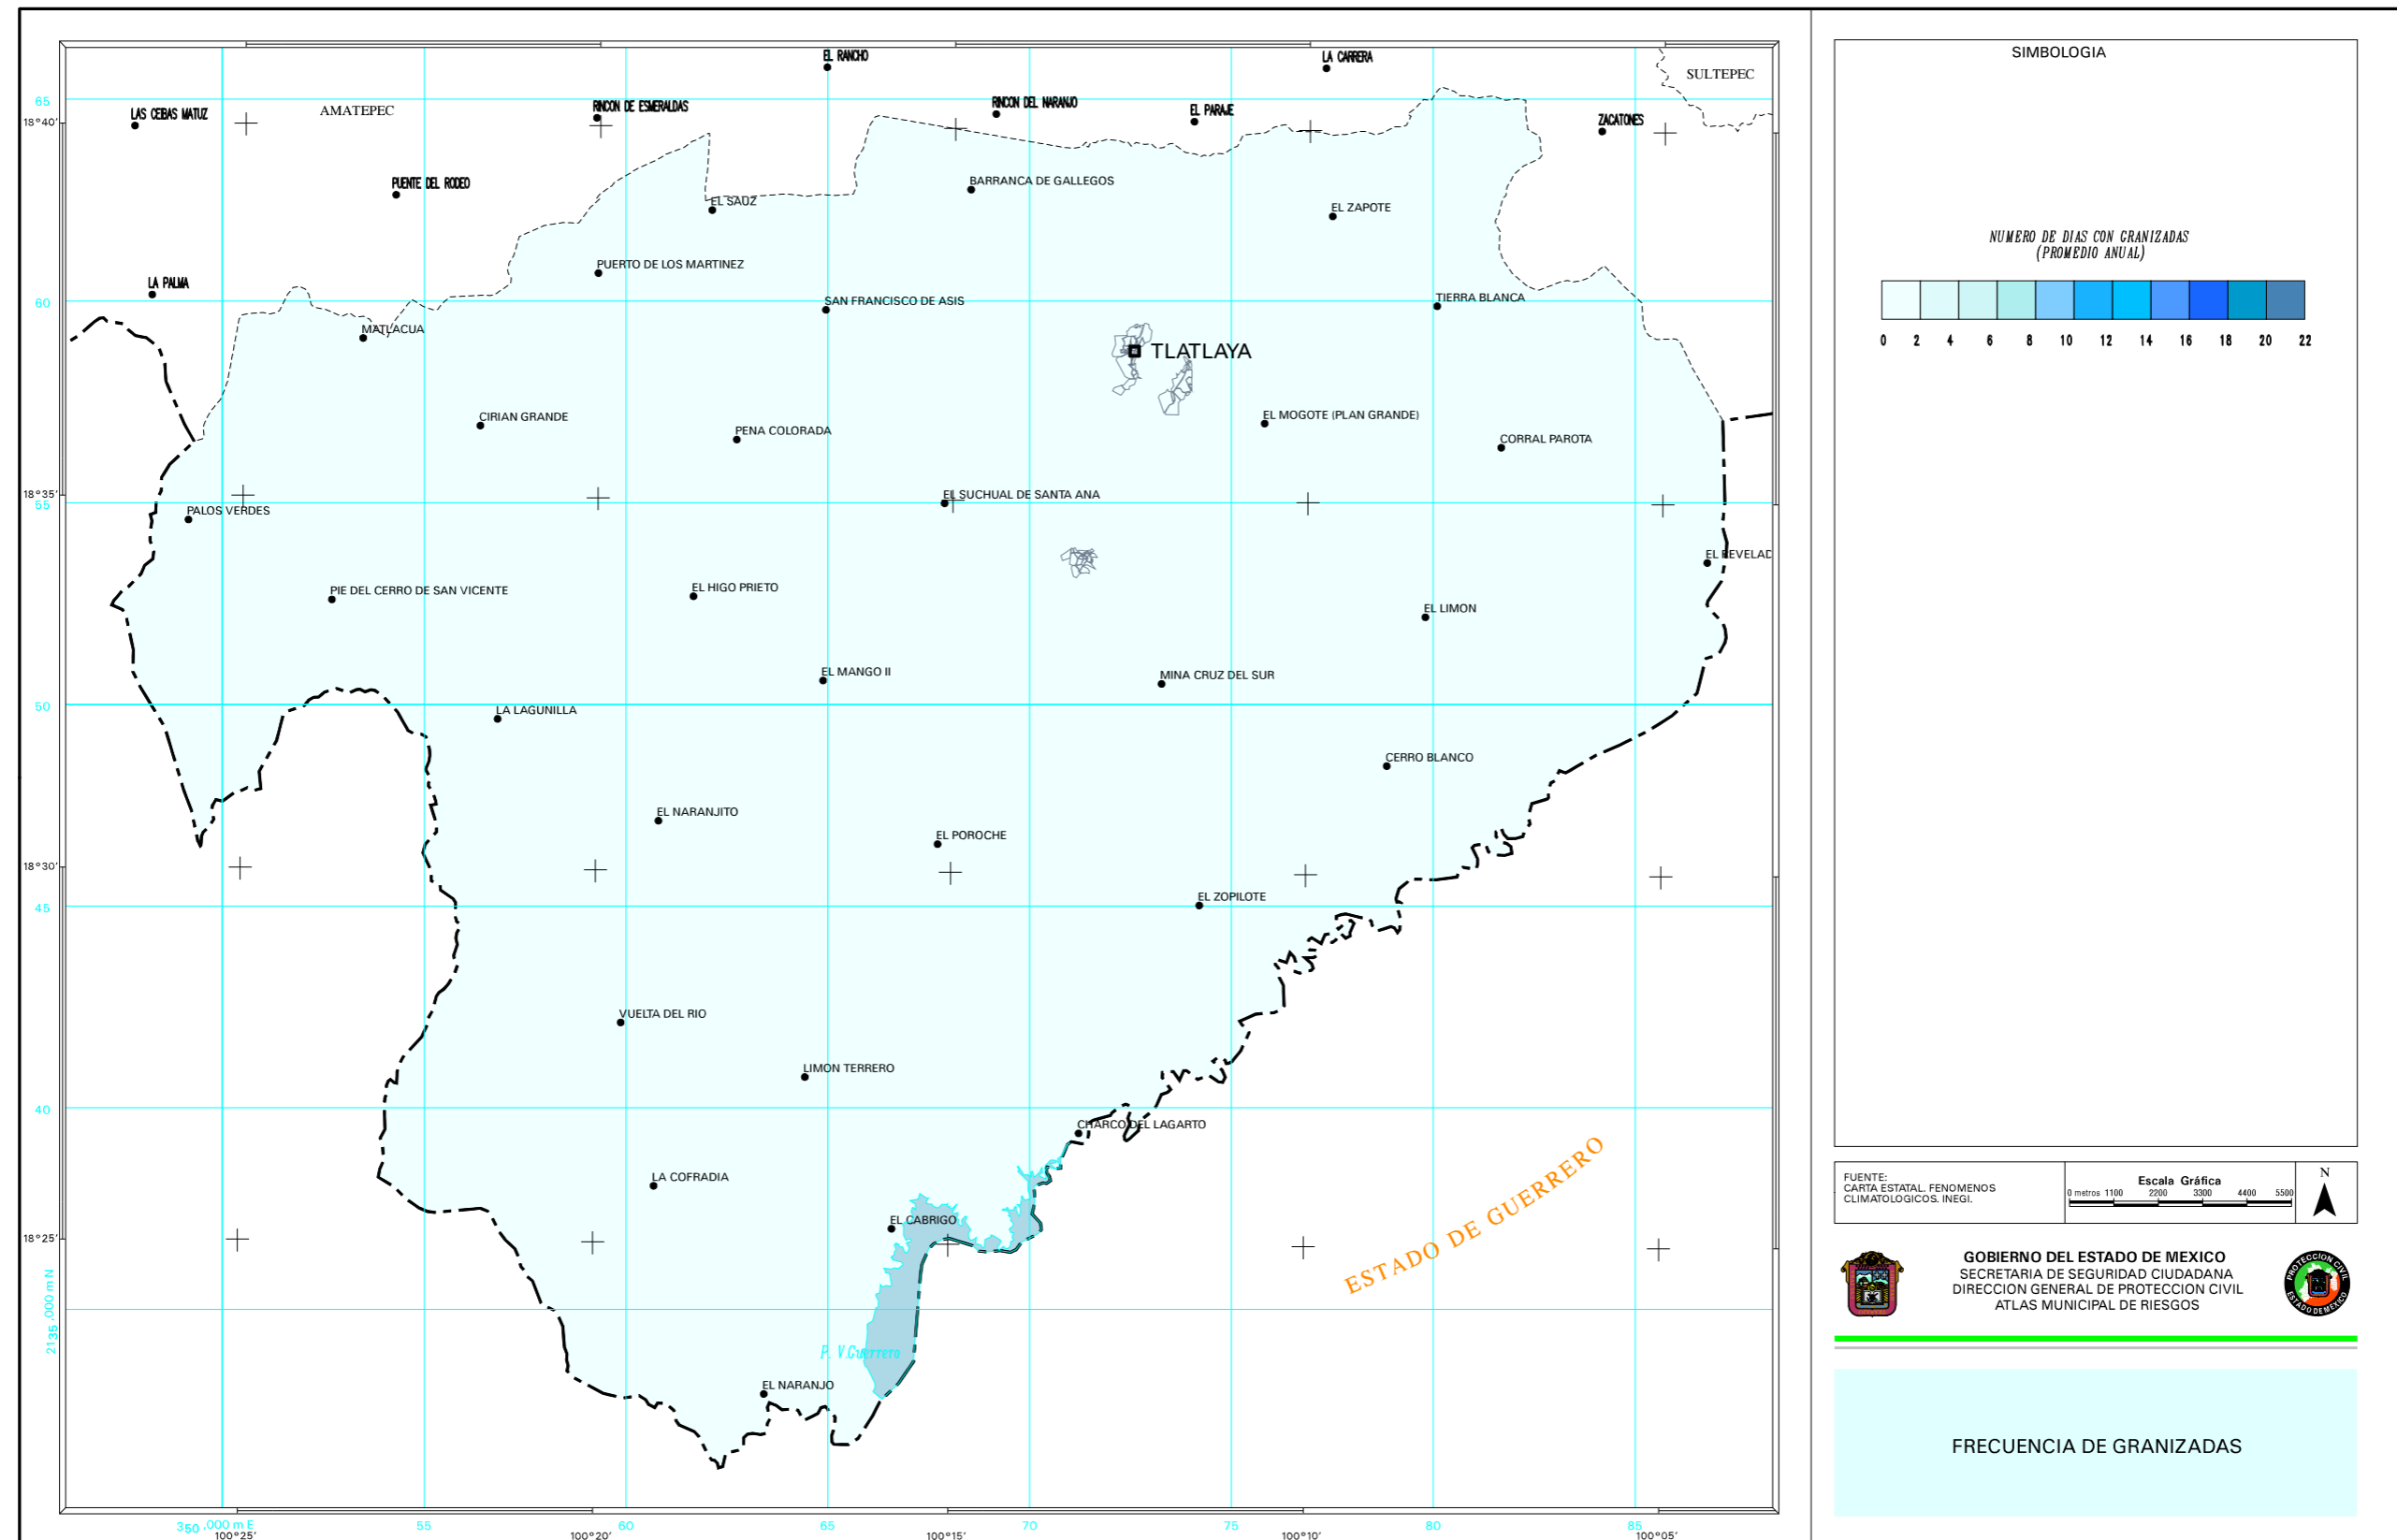 EL RANCHO
LA CARRERA
SULTEPEC
65
18°40'
LAS CEIBAS MATUZ
AMATEPEC
RINCON DE ESMERALDAS
RINCON DEL NARANJO
EL PARAJE
ZACATONES
PUENTE DEL RODEO
BARRANCA DE GALLEGOS
EL SAUZ
EL ZAPOTE
PUERTO DE LOS MARTINEZ
LA PALMA
60
SAN FRANCISCO DE ASIS
TIERRA BLANCA
MATLACUA
TLATLAYA
CIRIAN GRANDE
PENA COLORADA
EL MOGOTE (PLAN GRANDE)
CORRAL PAROTA
18°35'
55
EL SUCHUAL DE SANTA ANA
PALOS VERDES
EL REVELAD
PIE DEL CERRO DE SAN VICENTE
EL HIGO PRIETO
EL LIMON
EL MANGO II
MINA CRUZ DEL SUR
50
LA LAGUNILLA
CERRO BLANCO
EL NARANJITO
EL POROCHE
18°30'
45
EL ZOPILOTE
VUELTA DEL RIO
LIMON TERRERO
40
CHARCO DEL LAGARTO
LA COFRADIA
EL CABRIGO
ESTADO DE GUERRERO
18°25'
2135.000 m N
P. V.Guerrero
EL NARANJO
350.000 m E
55
60
65
70
75
80
85
100°25'
100°20'
100°15'
100°10'
100°05'
SIMBOLOGIA
NUMERO DE DIAS CON GRANIZADAS
(PROMEDIO ANUAL)
0 2 4 6 8 10 12 14 16 18 20 22
FUENTE:
CARTA ESTATAL. FENOMENOS
CLIMATOLOGICOS. INEGI.
Escala Gráfica
0 metros 1100 2200 3300 4400 5500
N
GOBIERNO DEL ESTADO DE MEXICO
SECRETARIA DE SEGURIDAD CIUDADANA
DIRECCION GENERAL DE PROTECCION CIVIL
ATLAS MUNICIPAL DE RIESGOS
PROTECCION CIVIL
ESTADO DE MEXICO
FRECUENCIA DE GRANIZADAS